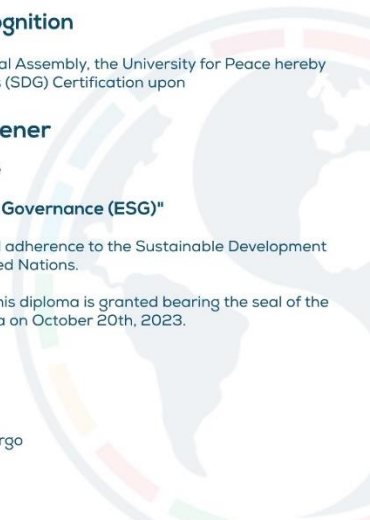 gnition
al Assembly, the University for Peace hereby
(SDG) Certification upon
ener
Governance (ESG)"
adherence to the Sustainable Development
ed Nations.
his diploma is granted bearing the seal of the
a on October 20th, 2023.
rgo